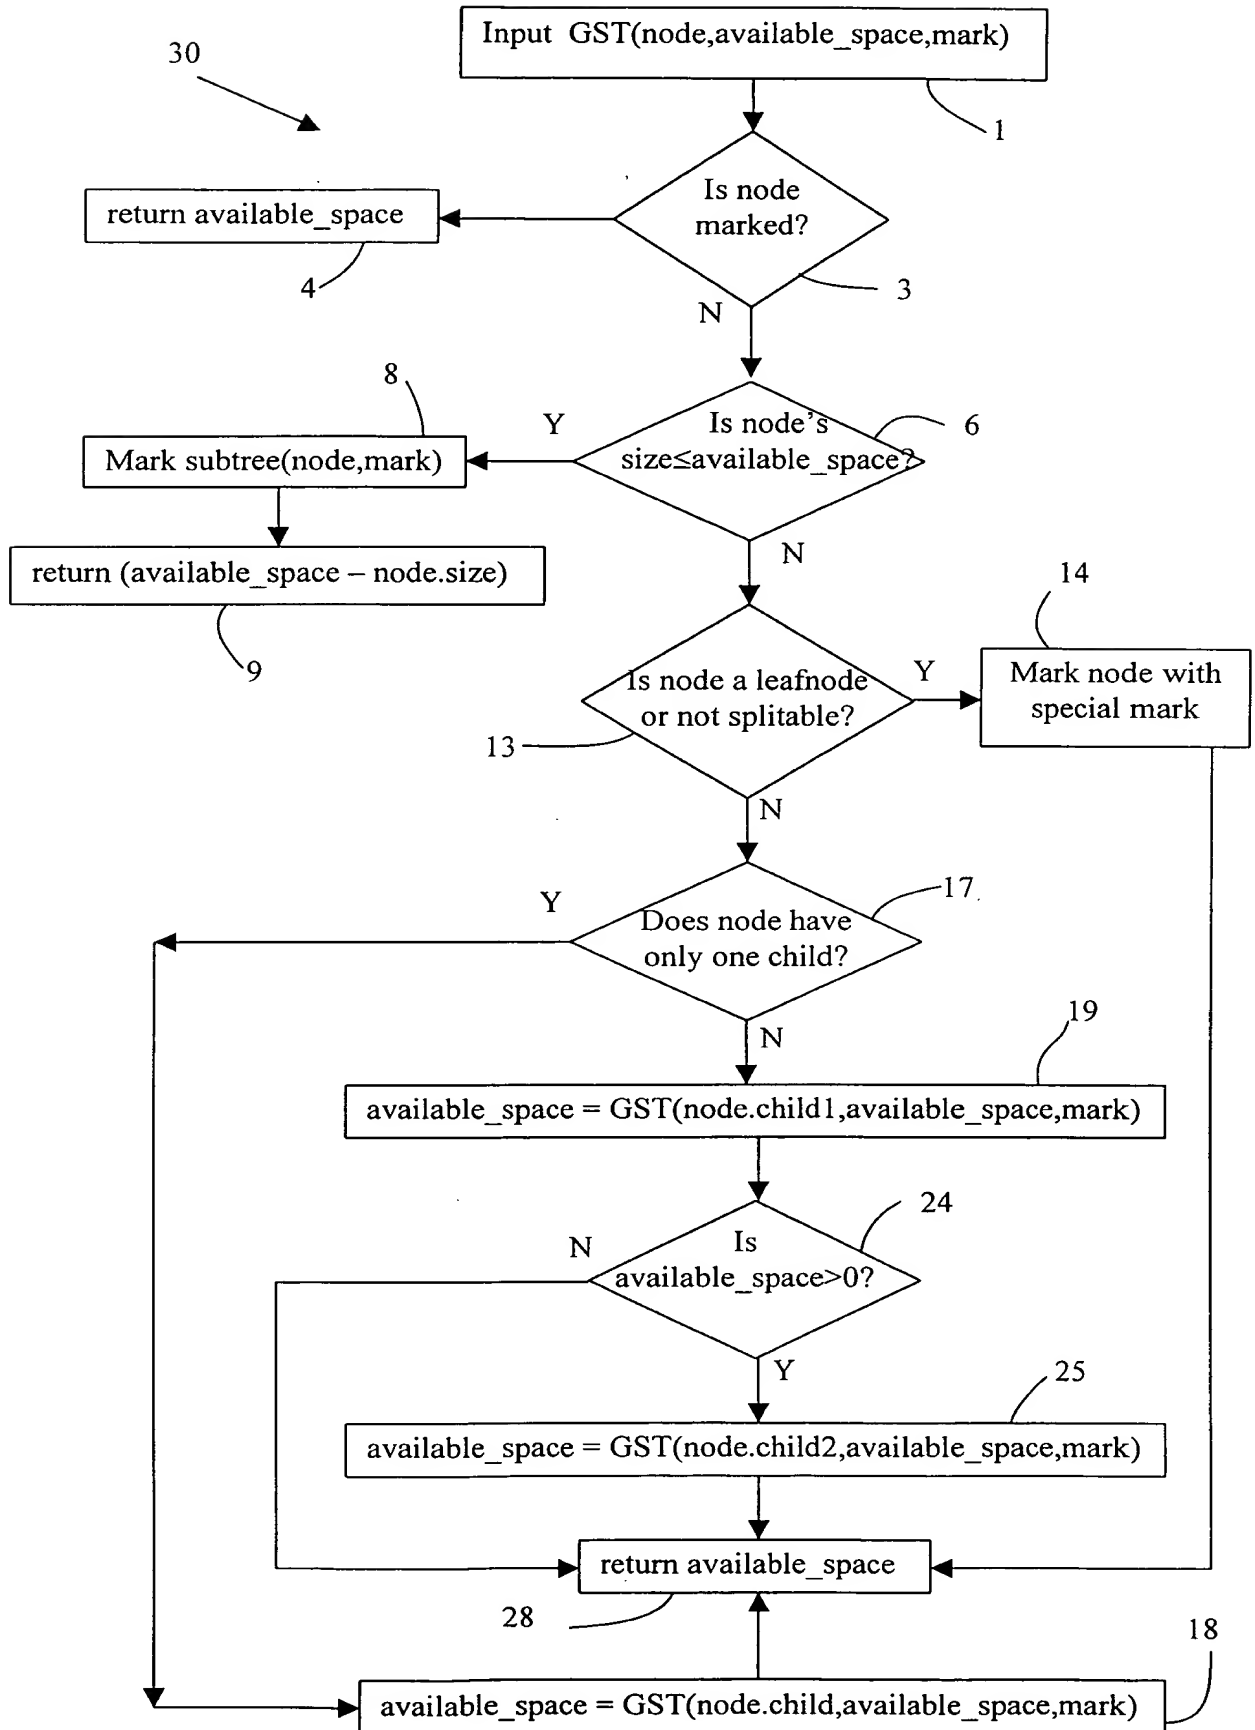 Input GST(node,available_space,mark)
30
1
Is node
marked?
return available_space
4
3
N
8
Y
Is node's
size≤available_space?
6
Mark subtree(node,mark)
N
return (available_space – node.size)
9
14
Is node a leafnode
or not splitable?
Y
Mark node with
special mark
13
N
17
Y
Does node have
only one child?
N
19
available_space = GST(node.child1,available_space,mark)
24
N
Is
available_space>0?
Y
25
available_space = GST(node.child2,available_space,mark)
return available_space
28
18
available_space = GST(node.child,available_space,mark)